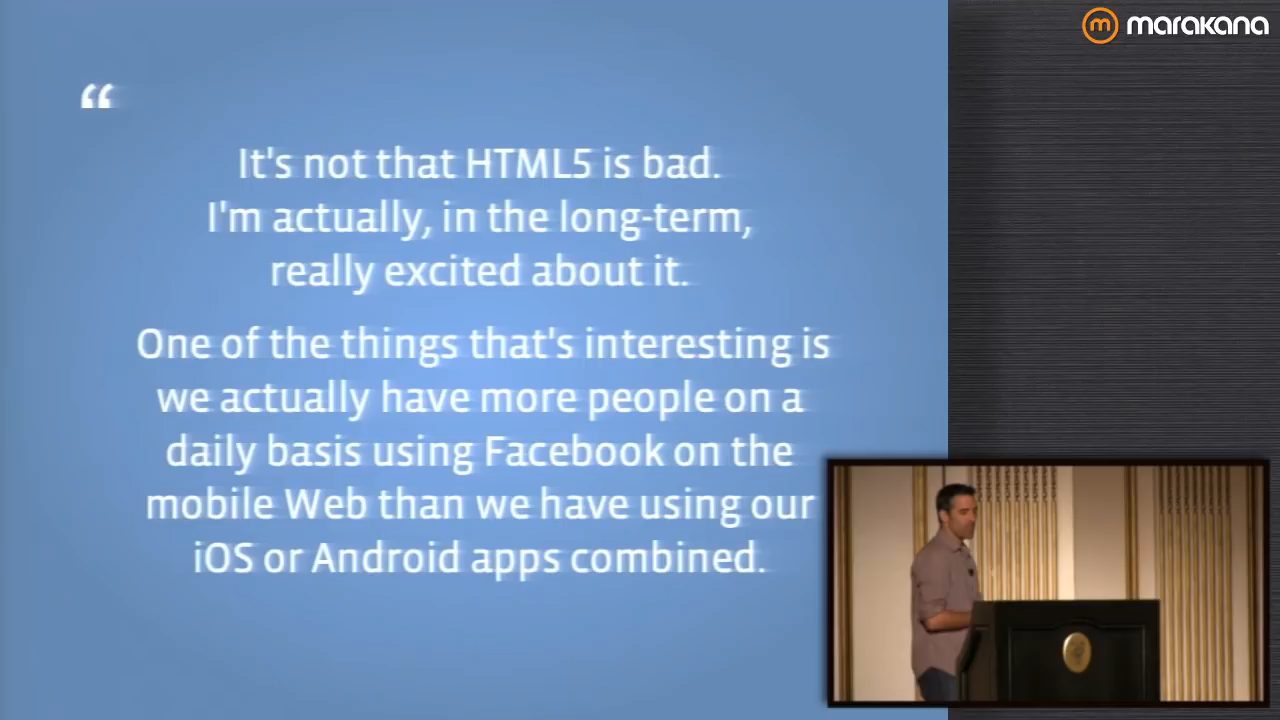 marakana
“
It's not that HTML5 is bad.
I'm actually, in the long-term,
really excited about it.
One of the things that's interesting is
we actually have more people on a
daily basis using Facebook on the
mobile Web than we have using our
iOS or Android apps combined.